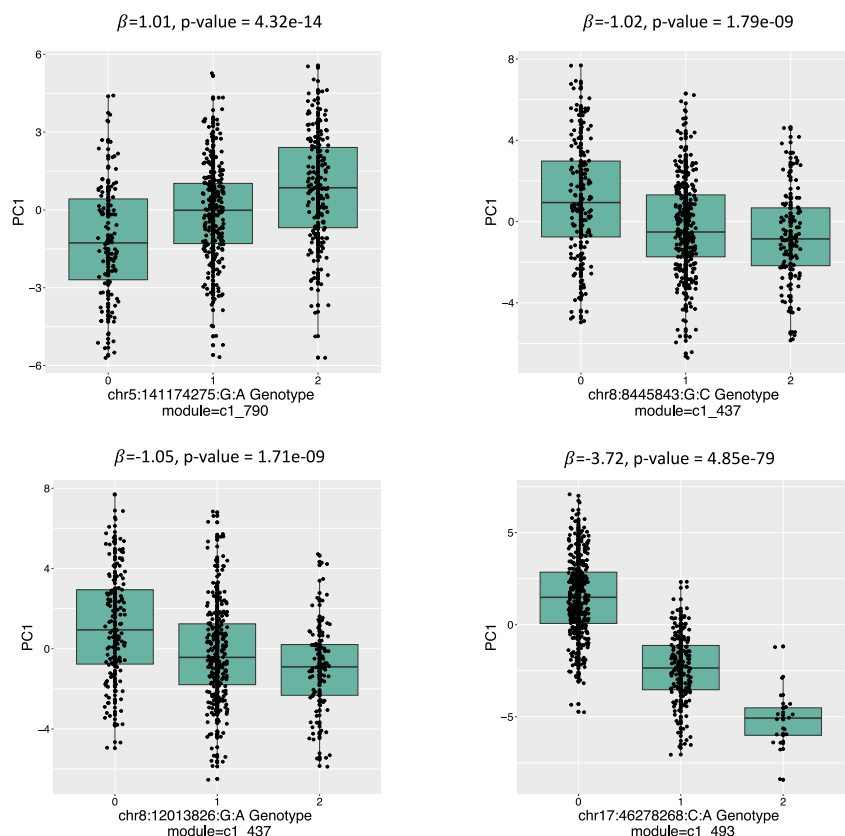 β=1.01, p-value = 4.32e-14
6
3
0
−3
−6
PC1
0 1 2
chr5:141174275:G:A Genotype
module=c1_790
β=-1.02, p-value = 1.79e-09
8
4
0
−4
PC1
0 1 2
chr8:8445843:G:C Genotype
module=c1_437
β=-1.05, p-value = 1.71e-09
8
4
0
−4
PC1
0 1 2
chr8:12013826:G:A Genotype
module=c1_437
β=-3.72, p-value = 4.85e-79
5
0
−5
PC1
0 1 2
chr17:46278268:C:A Genotype
module=c1_493